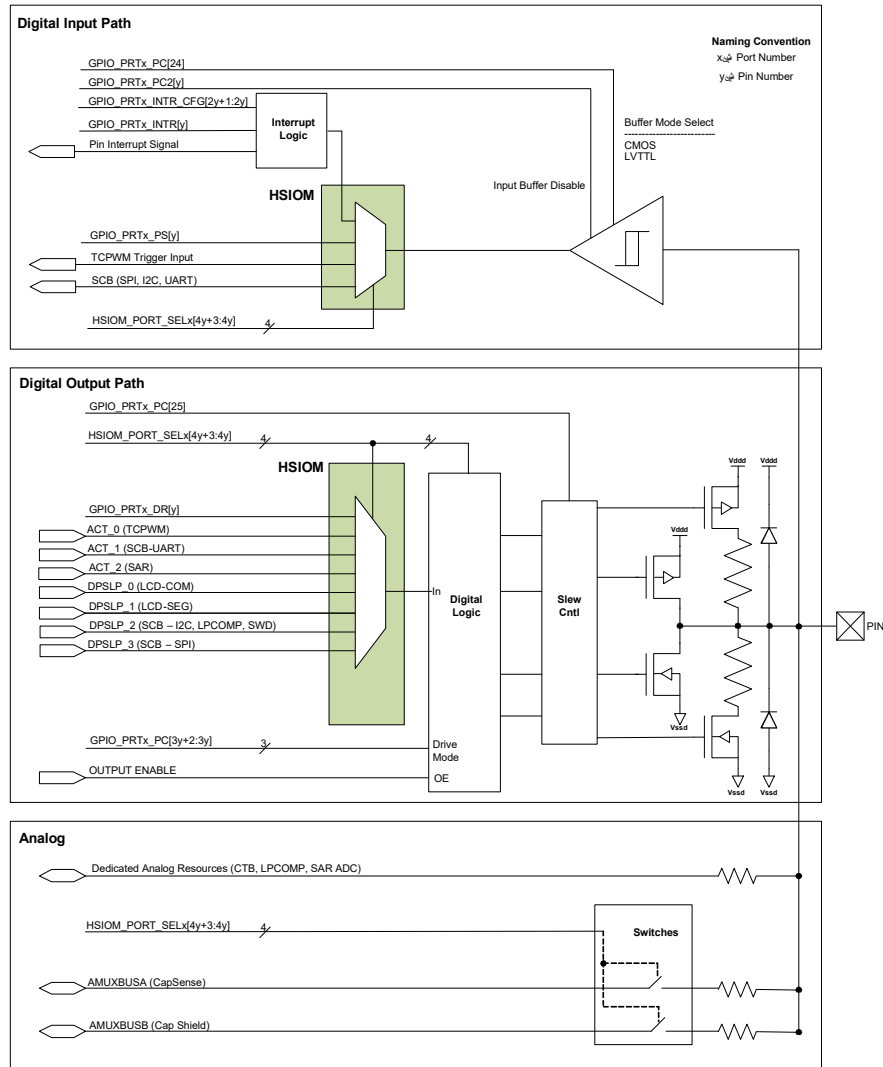 Digital Input Path
Naming Convention
x Port Number
y Pin Number
GPIO_PRTx_PC[24]
GPIO_PRTx_PC2[y]
GPIO_PRTx_INTR_CFG[2y+1:2y]
GPIO_PRTx_INTR[y]
Pin Interrupt Signal
Interrupt
Logic
Buffer Mode Select
CMOS
LVTTL
Input Buffer Disable
HSIOM
GPIO_PRTx_PS[y]
TCPWM Trigger Input
SCB (SPI, I2C, UART)
HSIOM_PORT_SELx[4y+3:4y]
4
Digital Output Path
GPIO_PRTx_PC[25]
HSIOM_PORT_SELx[4y+3:4y]
4
4
HSIOM
GPIO_PRTx_DR[y]
ACT_0 (TCPWM)
ACT_1 (SCB-UART)
ACT_2 (SAR)
DPSLP_0 (LCD-COM)
DPSLP_1 (LCD-SEG)
DPSLP_2 (SCB – I2C, LPCOMP, SWD)
DPSLP_3 (SCB – SPI)
In
Digital
Logic
Slew
Cntl
Vddd
Vddd
Vddd
PIN
Vssd
Vssd
Vssd
GPIO_PRTx_PC[3y+2:3y]
3
Drive
Mode
OUTPUT ENABLE
OE
Analog
Dedicated Analog Resources (CTB, LPCOMP, SAR ADC)
HSIOM_PORT_SELx[4y+3:4y]
4
Switches
AMUXBUSA (CapSense)
AMUXBUSB (Cap Shield)